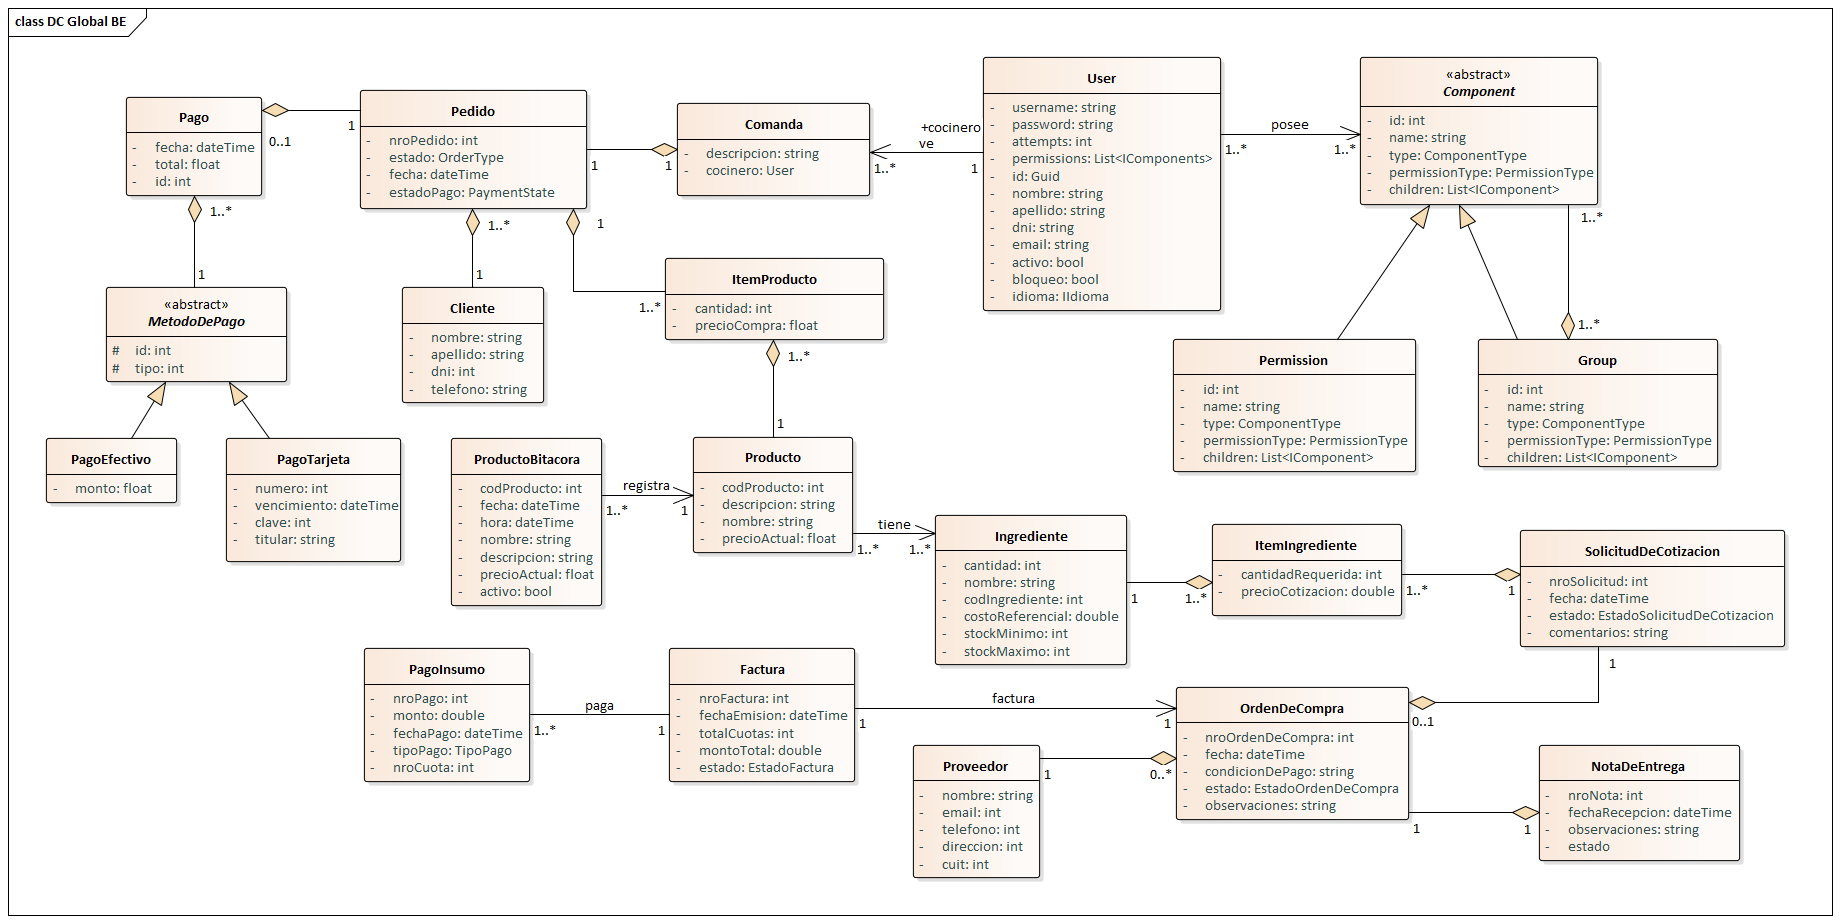 class DC Global BE
Pago
- fecha: dateTime
- total: float
- id: int
0..1
1
Pedido
- nroPedido: int
- estado: OrderType
- fecha: dateTime
- estadoPago: PaymentState
1
1
Comanda
- descripcion: string
- cocinero: User
+cocinero
ve
1..*
1
User
- username: string
- password: string
- attempts: int
- permissions: List<IComponents>
- id: Guid
- nombre: string
- apellido: string
- dni: string
- email: string
- activo: bool
- bloqueo: bool
- idioma: IIdioma
posee
1..*
1..*
«abstract»
Component
- id: int
- name: string
- type: ComponentType
- permissionType: PermissionType
- children: List<IComponent>
1..*
1..*
1..*
1
«abstract»
MetodoDePago
# id: int
# tipo: int
1..*
1
Cliente
- nombre: string
- apellido: string
- dni: int
- telefono: string
1
1..*
ItemProducto
- cantidad: int
- precioCompra: float
1..*
1
Permission
- id: int
- name: string
- type: ComponentType
- permissionType: PermissionType
- children: List<IComponent>
Group
- id: int
- name: string
- type: ComponentType
- permissionType: PermissionType
- children: List<IComponent>
PagoEfectivo
- monto: float
PagoTarjeta
- numero: int
- vencimiento: dateTime
- clave: int
- titular: string
ProductoBitacora
- codProducto: int
- fecha: dateTime
- hora: dateTime
- nombre: string
- descripcion: string
- precioActual: float
- activo: bool
registra
1..*
1
Producto
- codProducto: int
- descripcion: string
- nombre: string
- precioActual: float
tiene
1..*
1..*
Ingrediente
- cantidad: int
- nombre: string
- codIngrediente: int
- costoReferencial: double
- stockMinimo: int
- stockMaximo: int
1
1..*
ItemIngrediente
- cantidadRequerida: int
- precioCotizacion: double
1..*
1
SolicitudDeCotizacion
- nroSolicitud: int
- fecha: dateTime
- estado: EstadoSolicitudDeCotizacion
- comentarios: string
1
0..1
PagoInsumo
- nroPago: int
- monto: double
- fechaPago: dateTime
- tipoPago: TipoPago
- nroCuota: int
paga
1..*
1
Factura
- nroFactura: int
- fechaEmision: dateTime
- totalCuotas: int
- montoTotal: double
- estado: EstadoFactura
factura
1
1
OrdenDeCompra
- nroOrdenDeCompra: int
- fecha: dateTime
- condicionDePago: string
- estado: EstadoOrdenDeCompra
- observaciones: string
Proveedor
- nombre: string
- email: int
- telefono: int
- direccion: int
- cuit: int
1
0..*
1
1
NotaDeEntrega
- nroNota: int
- fechaRecepcion: dateTime
- observaciones: string
- estado